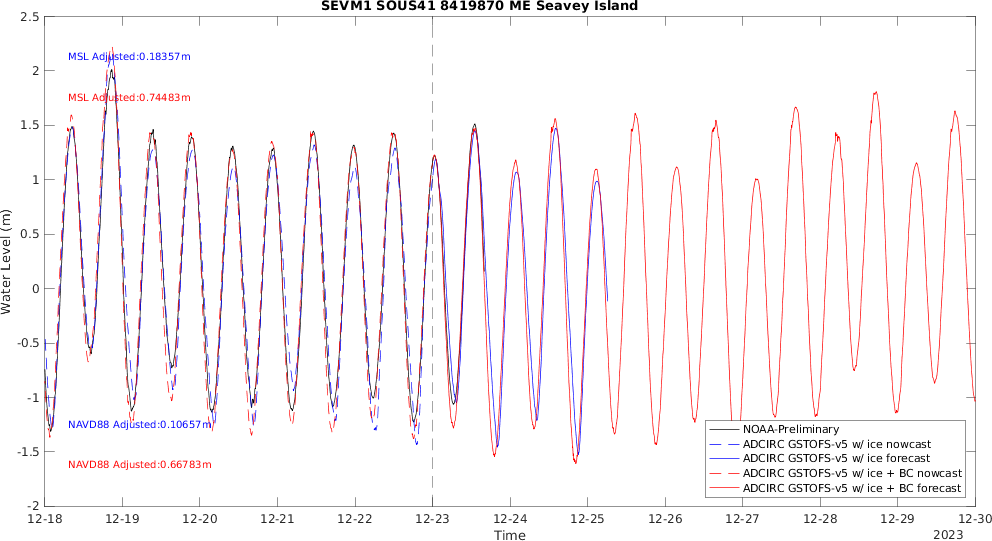 SEVM1 SOUS41 8419870 ME Seavey Island
2.5
2
1.5
1
0.5
0
-0.5
-1
-1.5
-2
Water Level (m)
MSL Adjusted:0.18357m
MSL Adjusted:0.74483m
NAVD88 Adjusted:0.10657m
NAVD88 Adjusted:0.66783m
NOAA-Preliminary
ADCIRC GSTOFS-v5 w/ ice nowcast
ADCIRC GSTOFS-v5 w/ ice forecast
ADCIRC GSTOFS-v5 w/ ice + BC nowcast
ADCIRC GSTOFS-v5 w/ ice + BC forecast
12-18 12-19 12-20 12-21 12-22 12-23 12-24 12-25 12-26 12-27 12-28 12-29 12-30
Time
2023